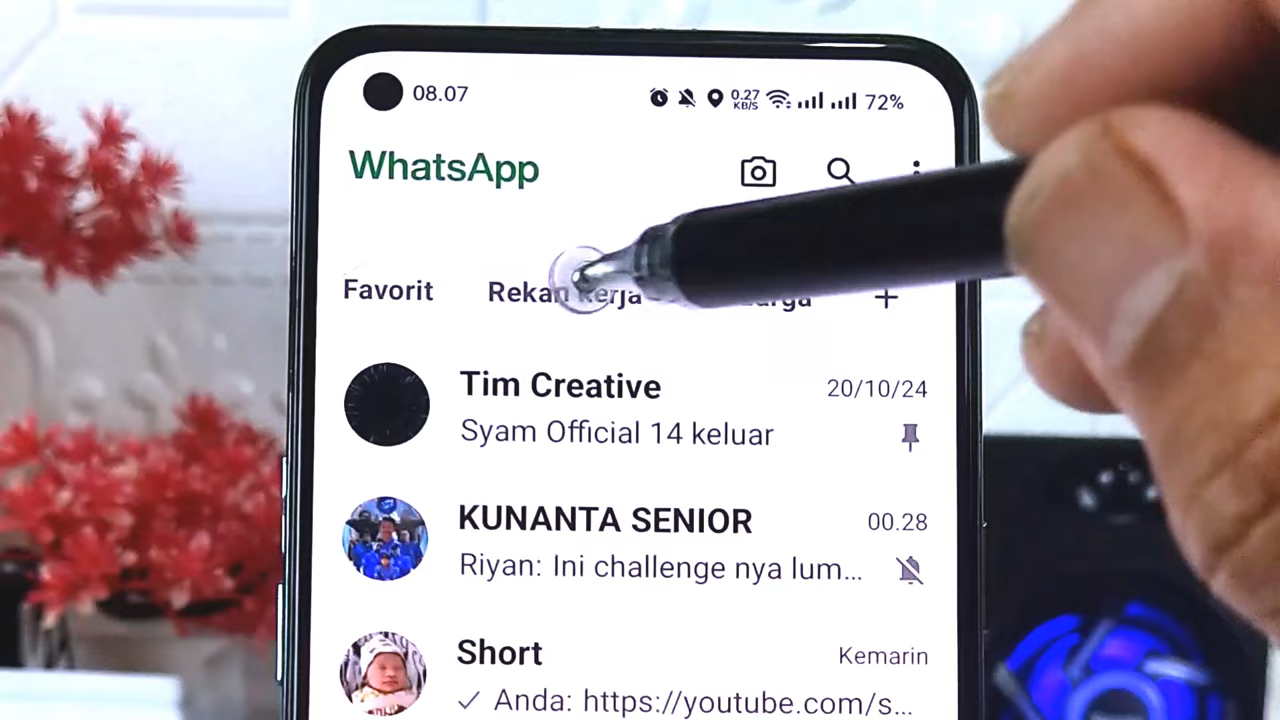 08.07 0.27 KB/S 72%
WhatsApp
Favorit Rekan Kerja +
Tim Creative 20/10/24
Syam Official 14 keluar
KUNANTA SENIOR 00.28
Riyan: Ini challenge nya lum...
Short Kemarin
✓ Anda: https://youtube.com/s...